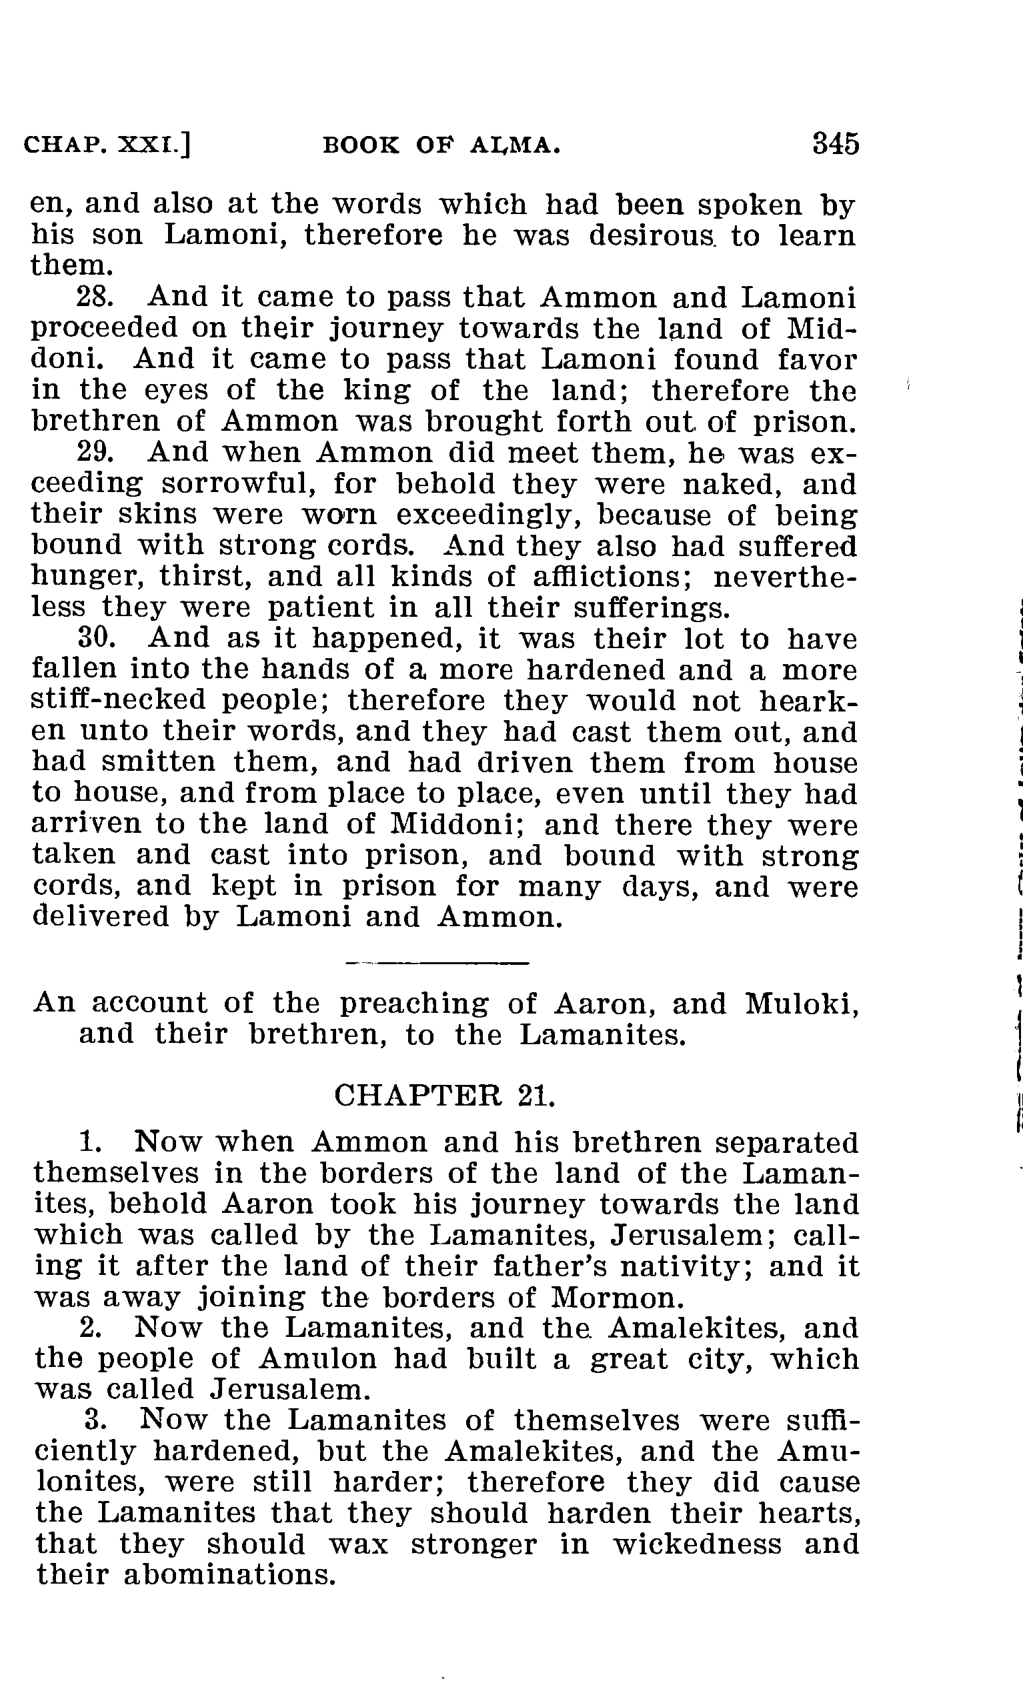 CHAP. XXI.] BOOK OF ALMA. 345
en, and also at the words which had been spoken by
his son Lamoni, therefore he was desirous to learn
them.
28. And it came to pass that Ammon and Lamoni
proceeded on their journey towards the land of Mid-
doni. And it came to pass that Lamoni found favor
in the eyes of the king of the land; therefore the
brethren of Ammon was brought forth out of prison.
29. And when Ammon did meet them, he was ex-
ceeding sorrowful, for behold they were naked, and
their skins were worn exceedingly, because of being
bound with strong cords. And they also had suffered
hunger, thirst, and all kinds of afflictions; neverthe-
less they were patient in all their sufferings.
30. And as it happened, it was their lot to have
fallen into the hands of a more hardened and a more
stiff-necked people; therefore they would not heark-
en unto their words, and they had cast them out, and
had smitten them, and had driven them from house
to house, and from place to place, even until they had
arriven to the land of Middoni; and there they were
taken and cast into prison, and bound with strong
cords, and kept in prison for many days, and were
delivered by Lamoni and Ammon.
An account of the preaching of Aaron, and Muloki,
and their brethren, to the Lamanites.
CHAPTER 21.
1. Now when Ammon and his brethren separated
themselves in the borders of the land of the Laman-
ites, behold Aaron took his journey towards the land
which was called by the Lamanites, Jerusalem; call-
ing it after the land of their father's nativity; and it
was away joining the borders of Mormon.
2. Now the Lamanites, and the Amalekites, and
the people of Amulon had built a great city, which
was called Jerusalem.
3. Now the Lamanites of themselves were suffi-
ciently hardened, but the Amalekites, and the Amu-
lonites, were still harder; therefore they did cause
the Lamanites that they should harden their hearts,
that they should wax stronger in wickedness and
their abominations.